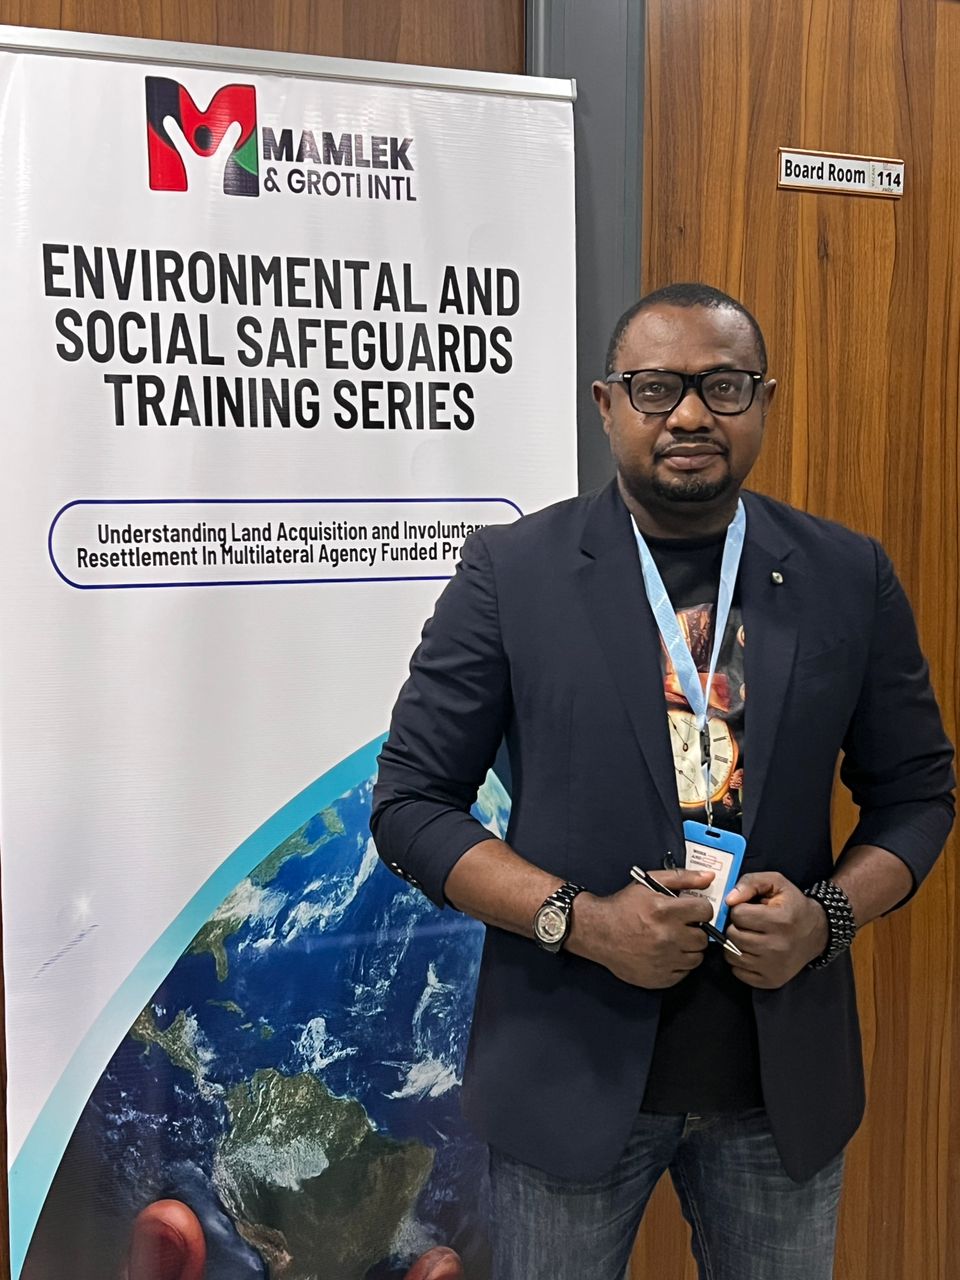 MAMLEK
& GROTI INTL
ENVIRONMENTAL AND
SOCIAL SAFEGUARDS
TRAINING SERIES
Understanding Land Acquisition and Involuntary
Resettlement In Multilateral Agency Funded
Board Room
114